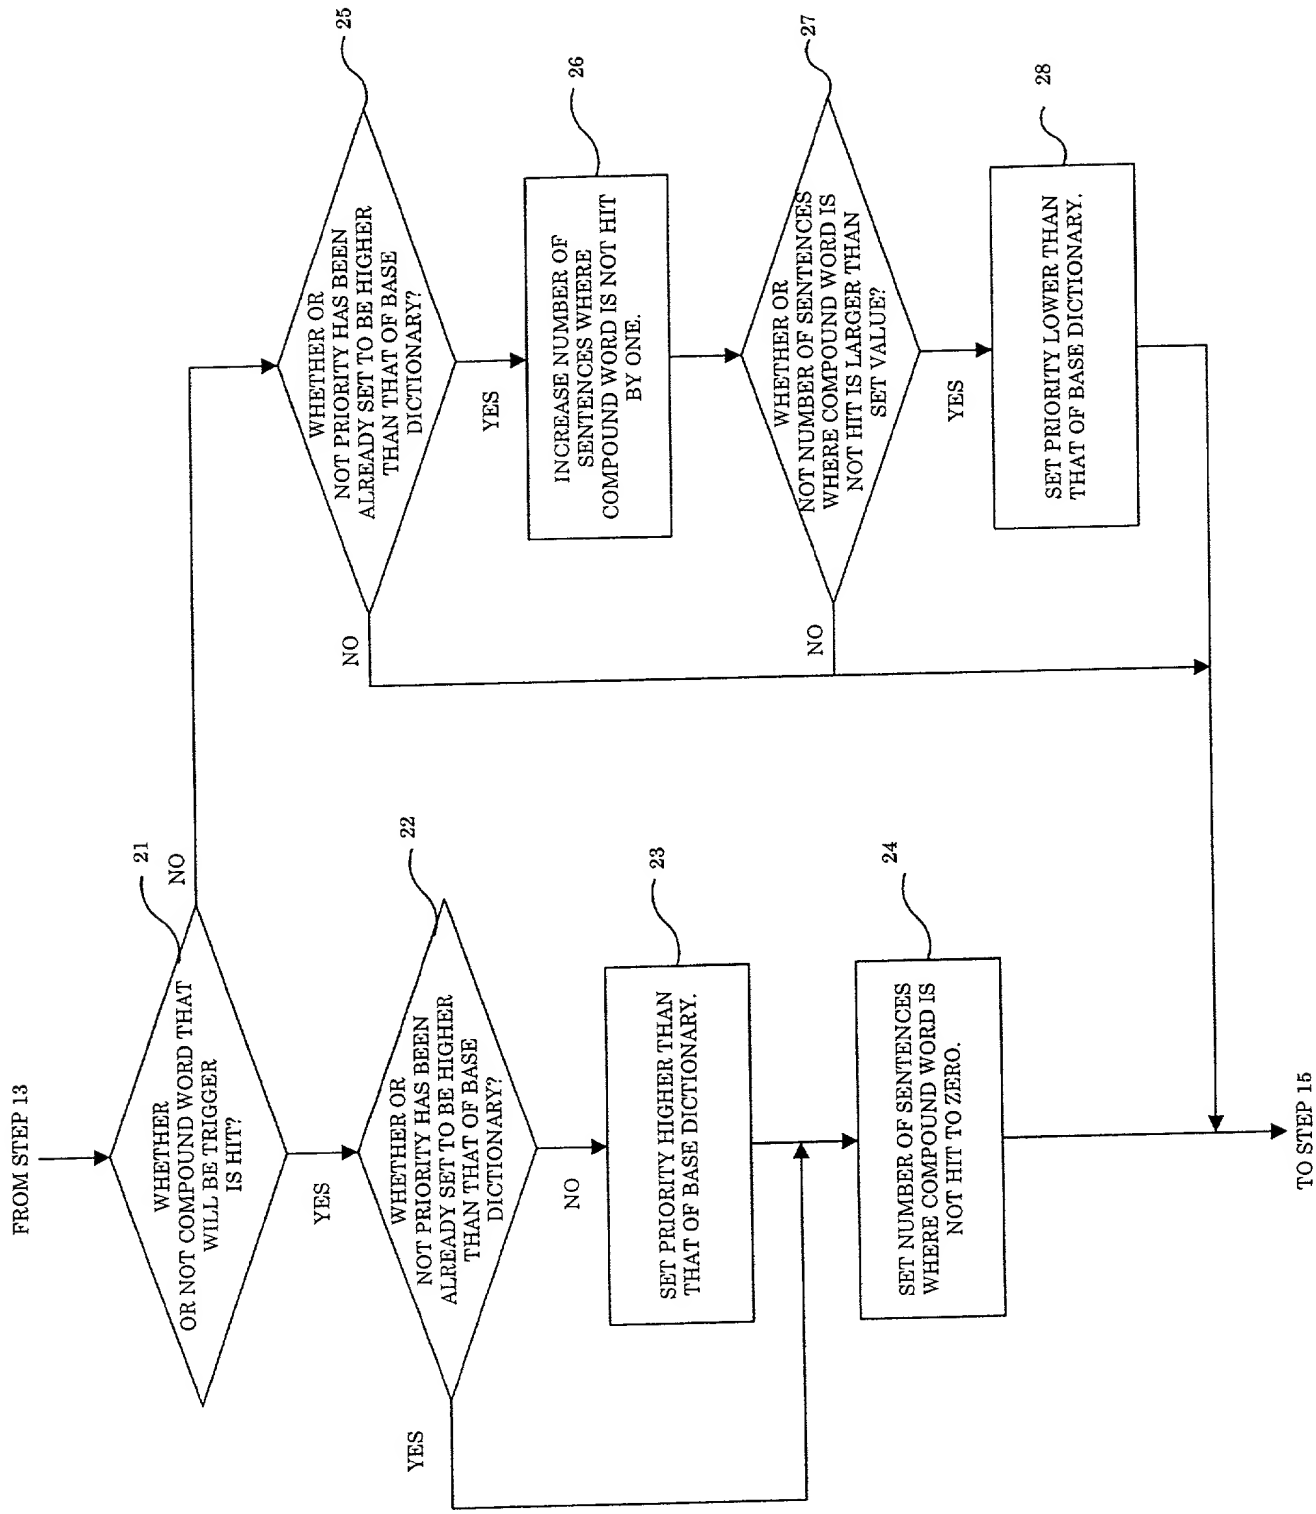 FROM STEP 13
21
WHETHER
OR NOT COMPOUND WORD THAT
WILL BE TRIGGER
IS HIT?
NO
YES
22
WHETHER OR
NOT PRIORITY HAS BEEN
ALREADY SET TO BE HIGHER
THAN THAT OF BASE
DICTIONARY?
YES
NO
23
SET PRIORITY HIGHER THAN
THAT OF BASE DICTIONARY.
24
SET NUMBER OF SENTENCES
WHERE COMPOUND WORD IS
NOT HIT TO ZERO.
25
WHETHER OR
NOT PRIORITY HAS BEEN
ALREADY SET TO BE HIGHER
THAN THAT OF BASE
DICTIONARY?
NO
YES
26
INCREASE NUMBER OF
SENTENCES WHERE
COMPOUND WORD IS NOT HIT
BY ONE.
27
WHETHER OR
NOT NUMBER OF SENTENCES
WHERE COMPOUND WORD IS
NOT HIT IS LARGER THAN
SET VALUE?
NO
YES
28
SET PRIORITY LOWER THAN
THAT OF BASE DICTIONARY.
TO STEP 15